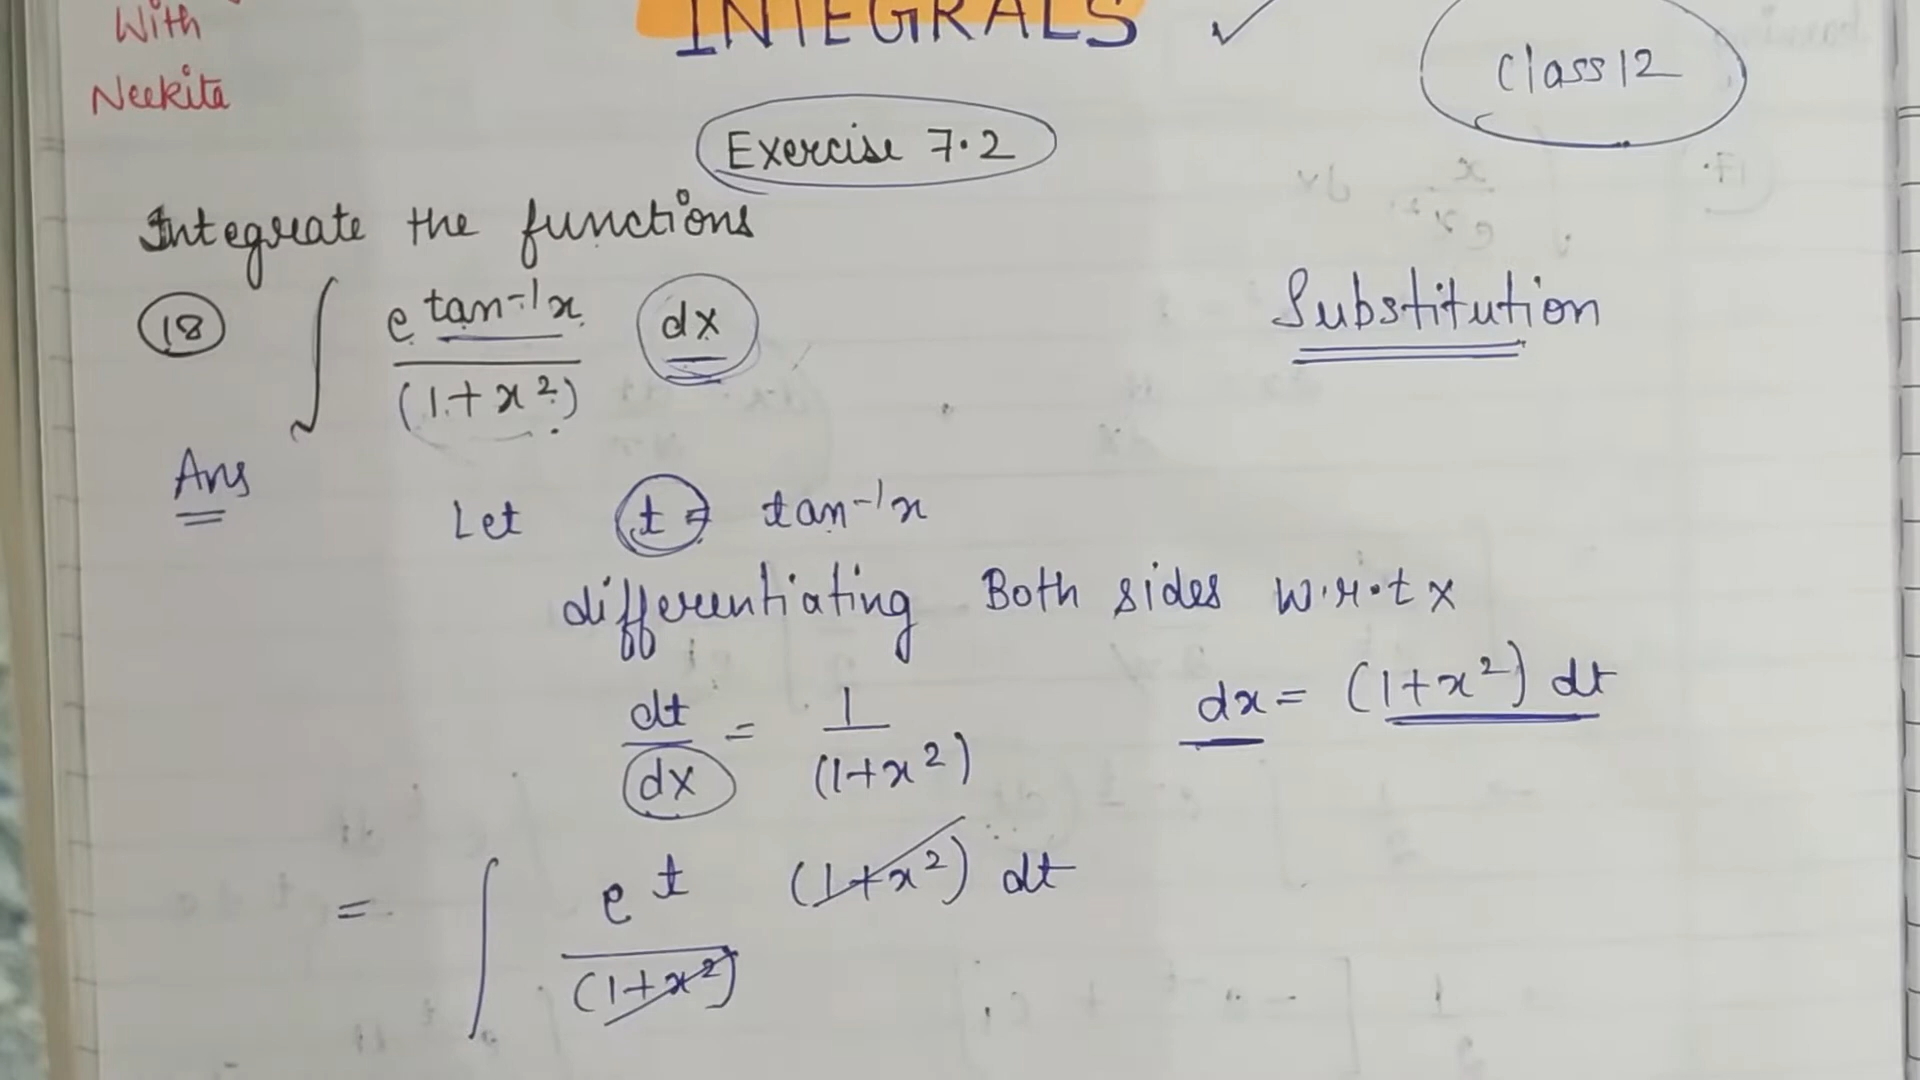 With
Neekita
INTEGRALS ✓
Class 12
Exercise 7.2
Integrate the functions
(18) ∫ e^(tan⁻¹x) / (1+x²) dx
Substitution
Ans
Let t = tan⁻¹x
differentiating Both sides w.r.t x
dt/dx = 1/(1+x²)
dx = (1+x²) dt
= ∫ e^t / (1+x²) (1+x²) dt